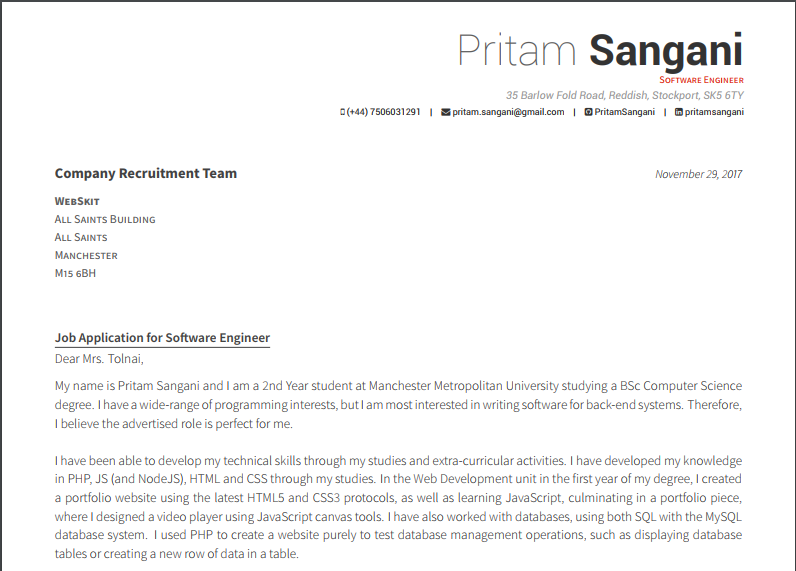 Pritam Sangani
Software Engineer
35 Barlow Fold Road, Reddish, Stockport, SK5 6TY
(+44) 7506031291 | pritam.sangani@gmail.com | PritamSangani | pritamsangani
Company Recruitment Team November 29, 2017
WebSkit
All Saints Building
All Saints
Manchester
M15 6BH
Job Application for Software Engineer
Dear Mrs. Tolnai,
My name is Pritam Sangani and I am a 2nd Year student at Manchester Metropolitan University studying a BSc Computer Science
degree. I have a wide-range of programming interests, but I am most interested in writing software for back-end systems. Therefore,
I believe the advertised role is perfect for me.
I have been able to develop my technical skills through my studies and extra-curricular activities. I have developed my knowledge
in PHP, JS (and NodeJS), HTML and CSS through my studies. In the Web Development unit in the first year of my degree, I created
a portfolio website using the latest HTML5 and CSS3 protocols, as well as learning JavaScript, culminating in a portfolio piece,
where I designed a video player using JavaScript canvas tools. I have also worked with databases, using both SQL with the MySQL
database system. I used PHP to create a website purely to test database management operations, such as displaying database
tables or creating a new row of data in a table.